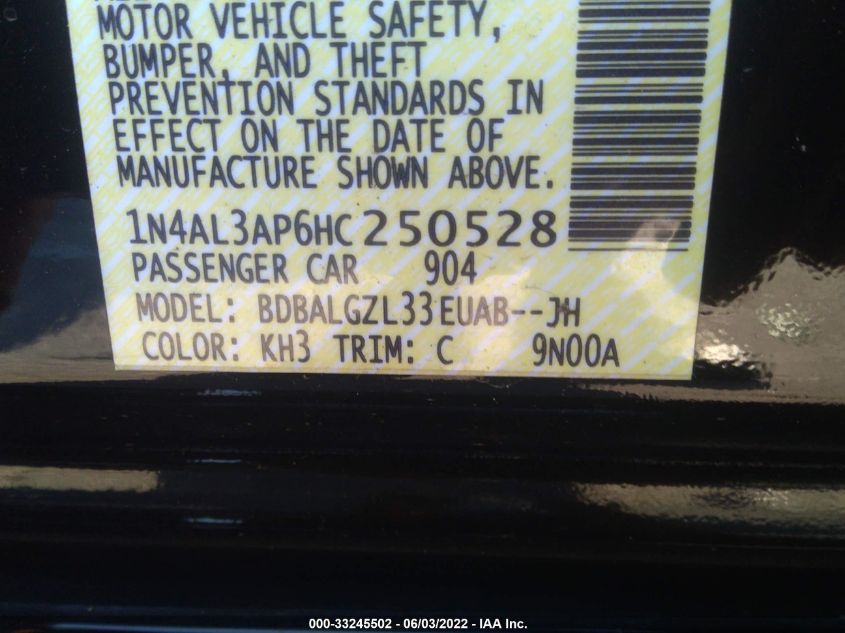 MOTOR VEHICLE SAFETY,
BUMPER, AND THEFT
PREVENTION STANDARDS IN
EFFECT ON THE DATE OF
MANUFACTURE SHOWN ABOVE.
1N4AL3AP6HC250528
PASSENGER CAR 904
MODEL: BDBALGZL33EUAB--JH
COLOR: KH3 TRIM: C 9N00A
000-33245502 - 06/03/2022 - IAA Inc.